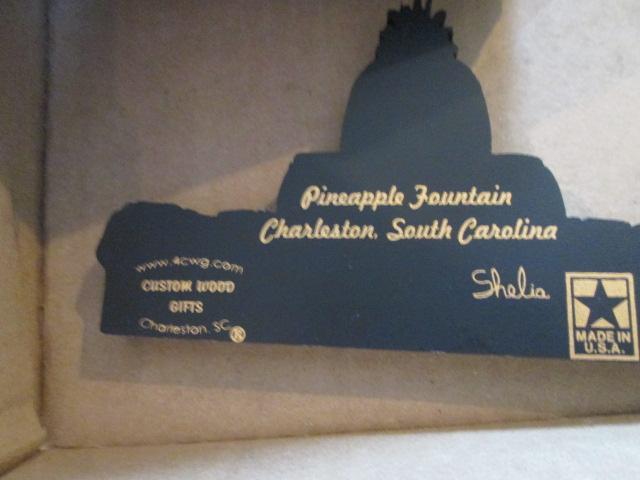 Pineapple Fountain
Charleston, South Carolina
www.4cwg.com
CUSTOM WOOD
GIFTS
Charleston, SC
Shelia
MADE IN
U.S.A.